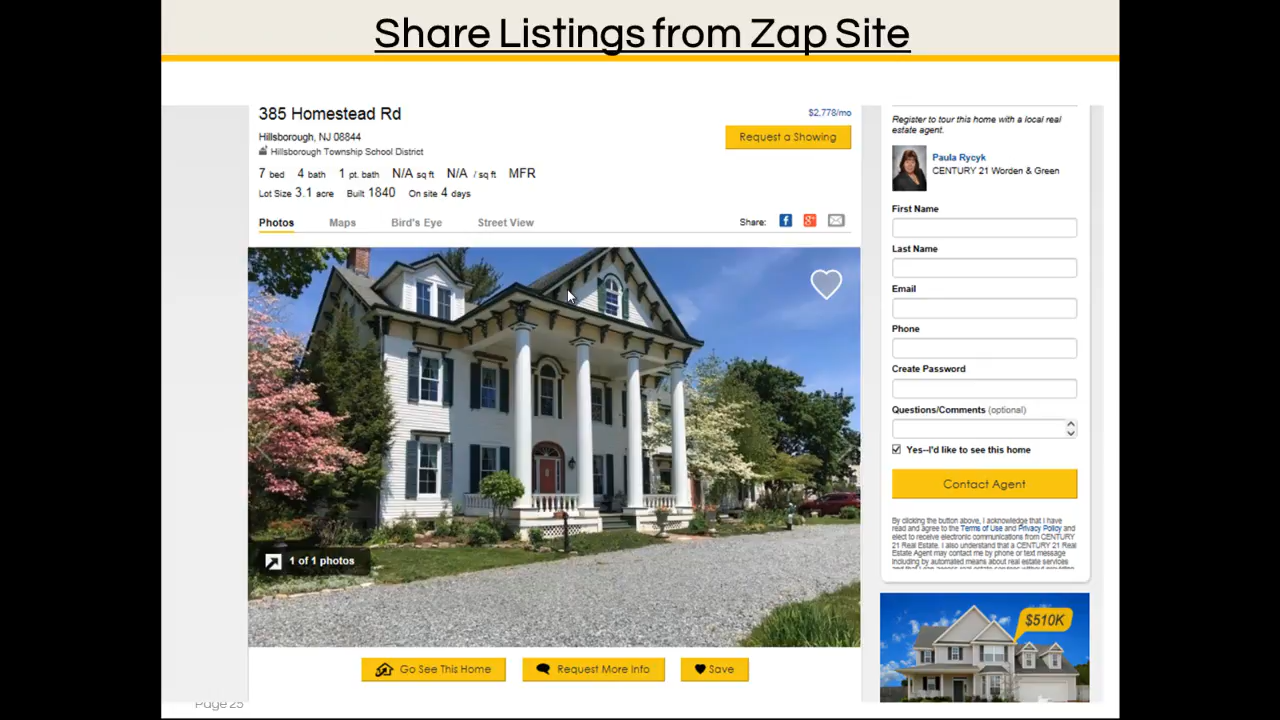 Share Listings from Zap Site
385 Homestead Rd
$2,778/mo
Hillsborough, NJ 08844
Request a Showing
Hillsborough Township School District
7 bed 4 bath 1 pt. bath N/A sq ft N/A / sq ft MFR
Lot Size 3.1 acre Built 1840 On site 4 days
Photos Maps Bird's Eye Street View
Share:
1 of 1 photos
Go See This Home Request More Info Save
Register to tour this home with a local real
estate agent.
Paula Rycyk
CENTURY 21 Worden & Green
First Name
Last Name
Email
Phone
Create Password
Questions/Comments (optional)
Yes--I'd like to see this home
Contact Agent
By clicking the button above, I acknowledge that I have
read and agree to the Terms of Use and Privacy Policy and
elect to receive electronic communications from CENTURY
21 Real Estate. I also understand that a CENTURY 21 Real
Estate Agent may contact me by phone or text message
including by automated means about real estate services
$510K
Page 25